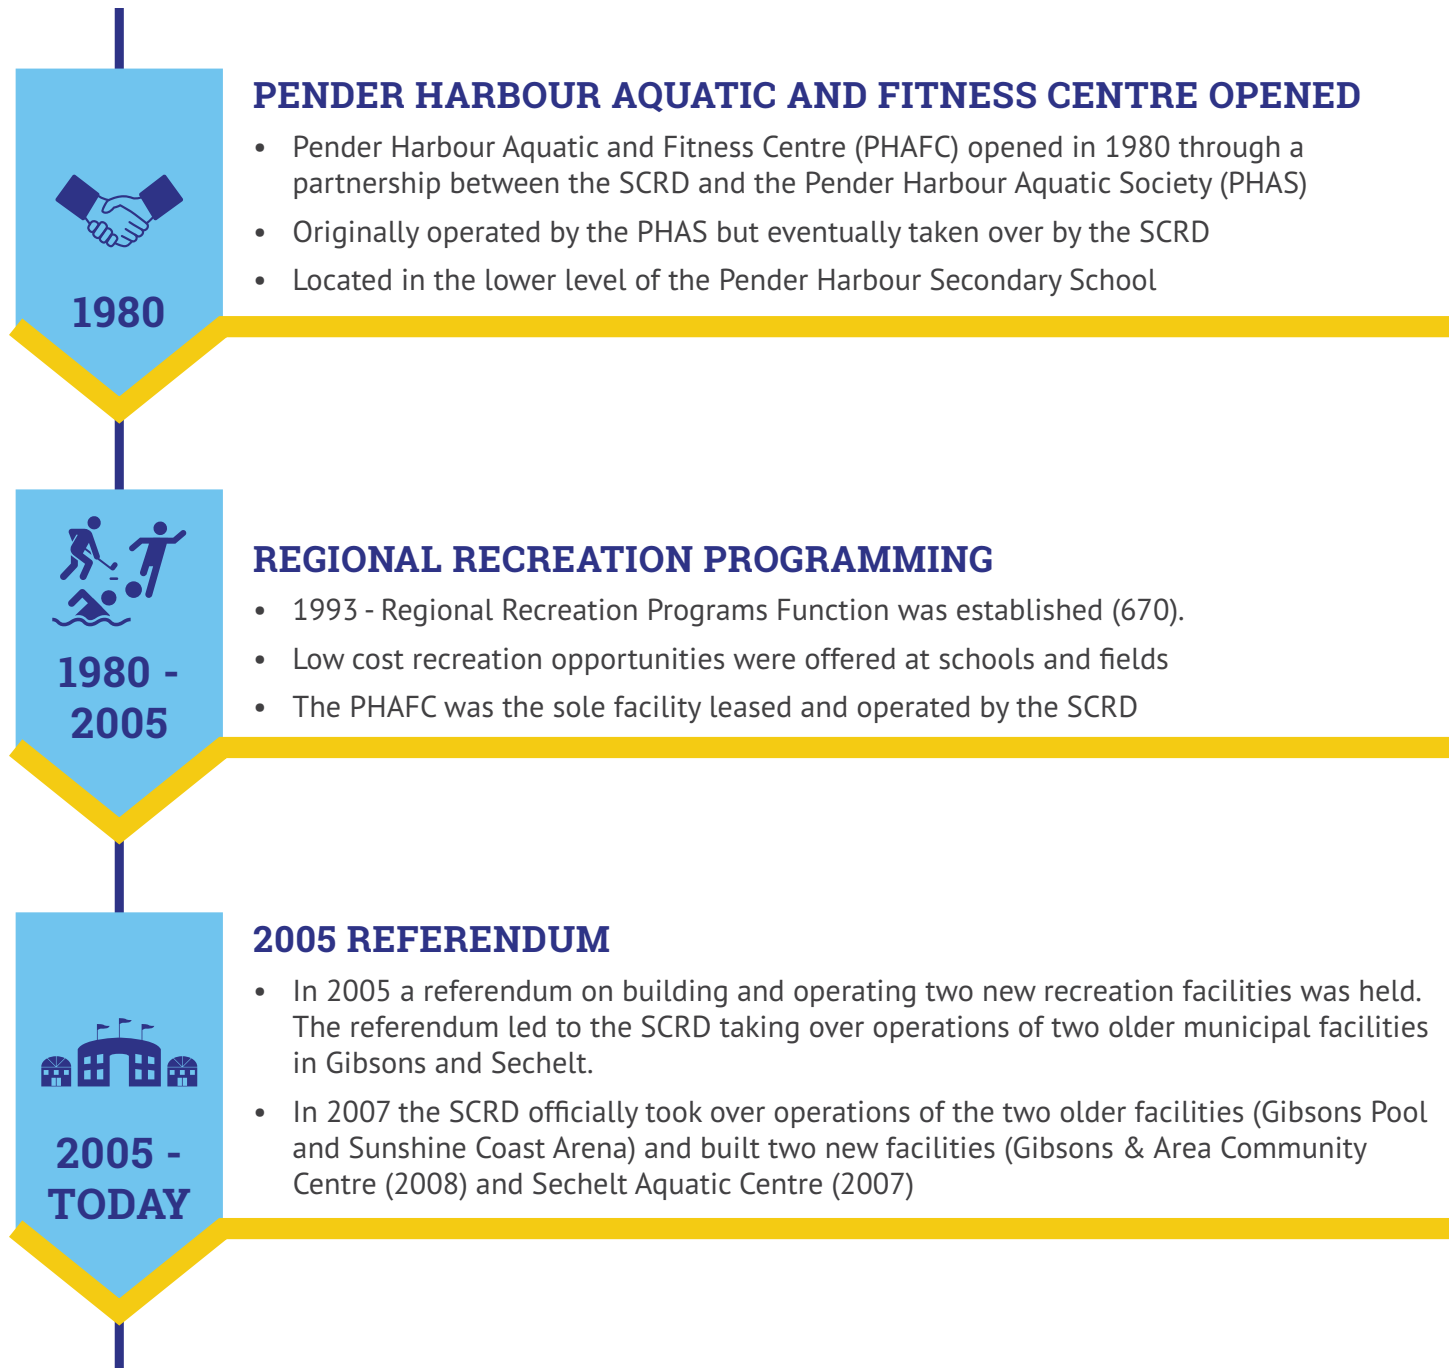 PENDER HARBOUR AQUATIC AND FITNESS CENTRE OPENED
• Pender Harbour Aquatic and Fitness Centre (PHAFC) opened in 1980 through a
partnership between the SCRD and the Pender Harbour Aquatic Society (PHAS)
• Originally operated by the PHAS but eventually taken over by the SCRD
• Located in the lower level of the Pender Harbour Secondary School
1980
REGIONAL RECREATION PROGRAMMING
• 1993 - Regional Recreation Programs Function was established (670).
• Low cost recreation opportunities were offered at schools and fields
• The PHAFC was the sole facility leased and operated by the SCRD
1980 -
2005
2005 REFERENDUM
• In 2005 a referendum on building and operating two new recreation facilities was held.
The referendum led to the SCRD taking over operations of two older municipal facilities
in Gibsons and Sechelt.
• In 2007 the SCRD officially took over operations of the two older facilities (Gibsons Pool
and Sunshine Coast Arena) and built two new facilities (Gibsons & Area Community
Centre (2008) and Sechelt Aquatic Centre (2007)
2005 -
TODAY